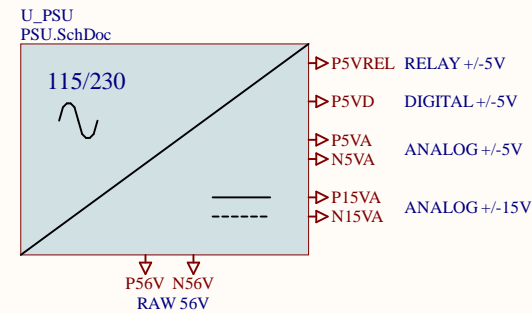 U_PSU
PSU.SchDoc
115/230
P5VREL RELAY +/-5V
P5VD DIGITAL +/-5V
P5VA
N5VA
ANALOG +/-5V
P15VA
N15VA
ANALOG +/-15V
P56V N56V
RAW 56V